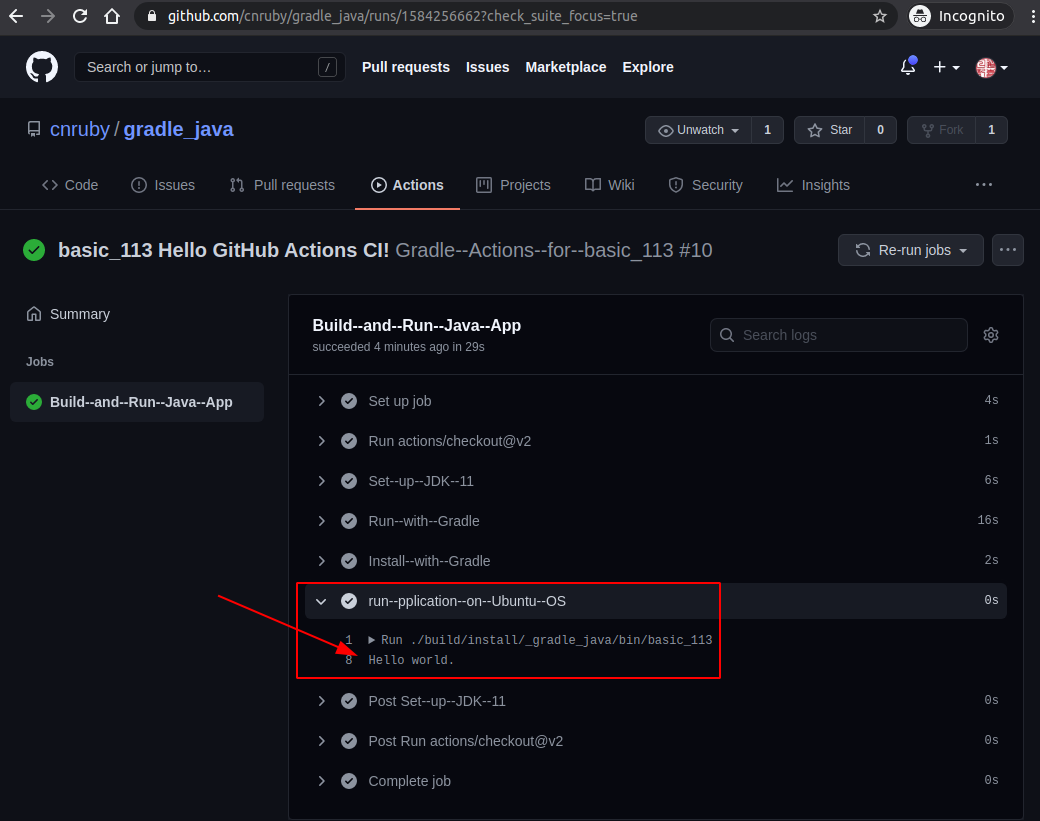 github.com/cnruby/gradle_java/runs/1584256662?check_suite_focus=true Incognito
Search or jump to… / Pull requests Issues Marketplace Explore
cnruby / gradle_java Unwatch 1 Star 0 Fork 1
Code Issues Pull requests Actions Projects Wiki Security Insights
basic_113 Hello GitHub Actions CI! Gradle--Actions--for--basic_113 #10 Re-run jobs
Summary
Jobs
Build--and--Run--Java--App
Build--and--Run--Java--App
succeeded 4 minutes ago in 29s
Search logs
Set up job 4s
Run actions/checkout@v2 1s
Set--up--JDK--11 6s
Run--with--Gradle 16s
Install--with--Gradle 2s
run--pplication--on--Ubuntu--OS 0s
1 ▶ Run ./build/install/_gradle_java/bin/basic_113
8 Hello world.
Post Set--up--JDK--11 0s
Post Run actions/checkout@v2 0s
Complete job 0s